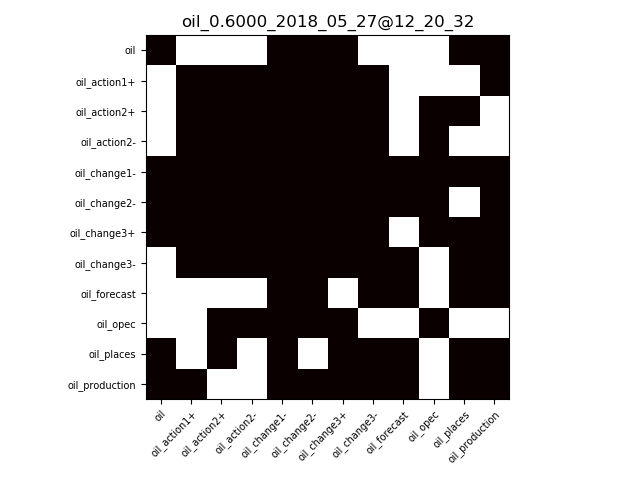 oil_0.6000_2018_05_27@12_20_32
oil
oil_action1+
oil_action2+
oil_action2-
oil_change1-
oil_change2-
oil_change3+
oil_change3-
oil_forecast
oil_opec
oil_places
oil_production
oil
oil_action1+
oil_action2+
oil_action2-
oil_change1-
oil_change2-
oil_change3+
oil_change3-
oil_forecast
oil_opec
oil_places
oil_production